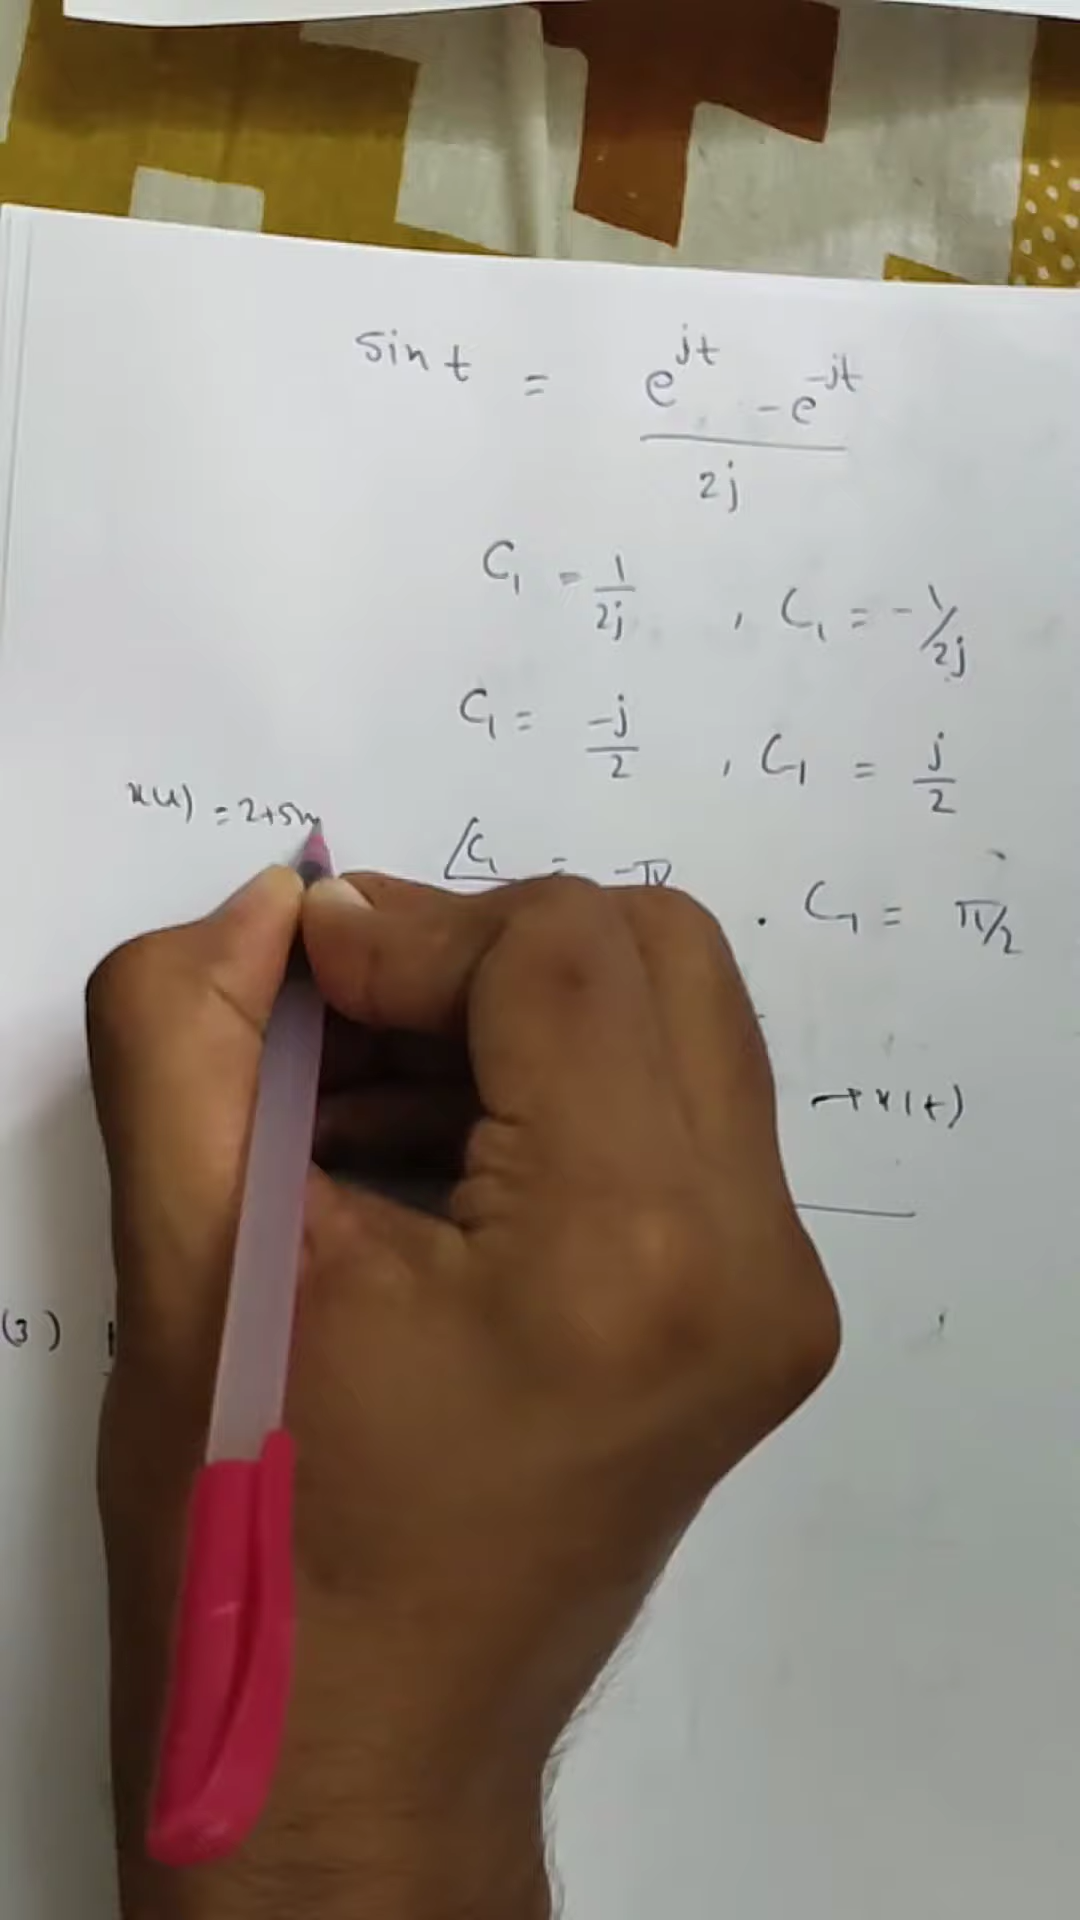 sin t = e^jt - e^-jt / 2j
C₁ = 1/2j , C₁ = - 1/2j
C₁ = -j/2 , C₁ = j/2
x(t) = 2+sin
∠C₁ = -π . C₁ = π/2
→ x(t)
(3)